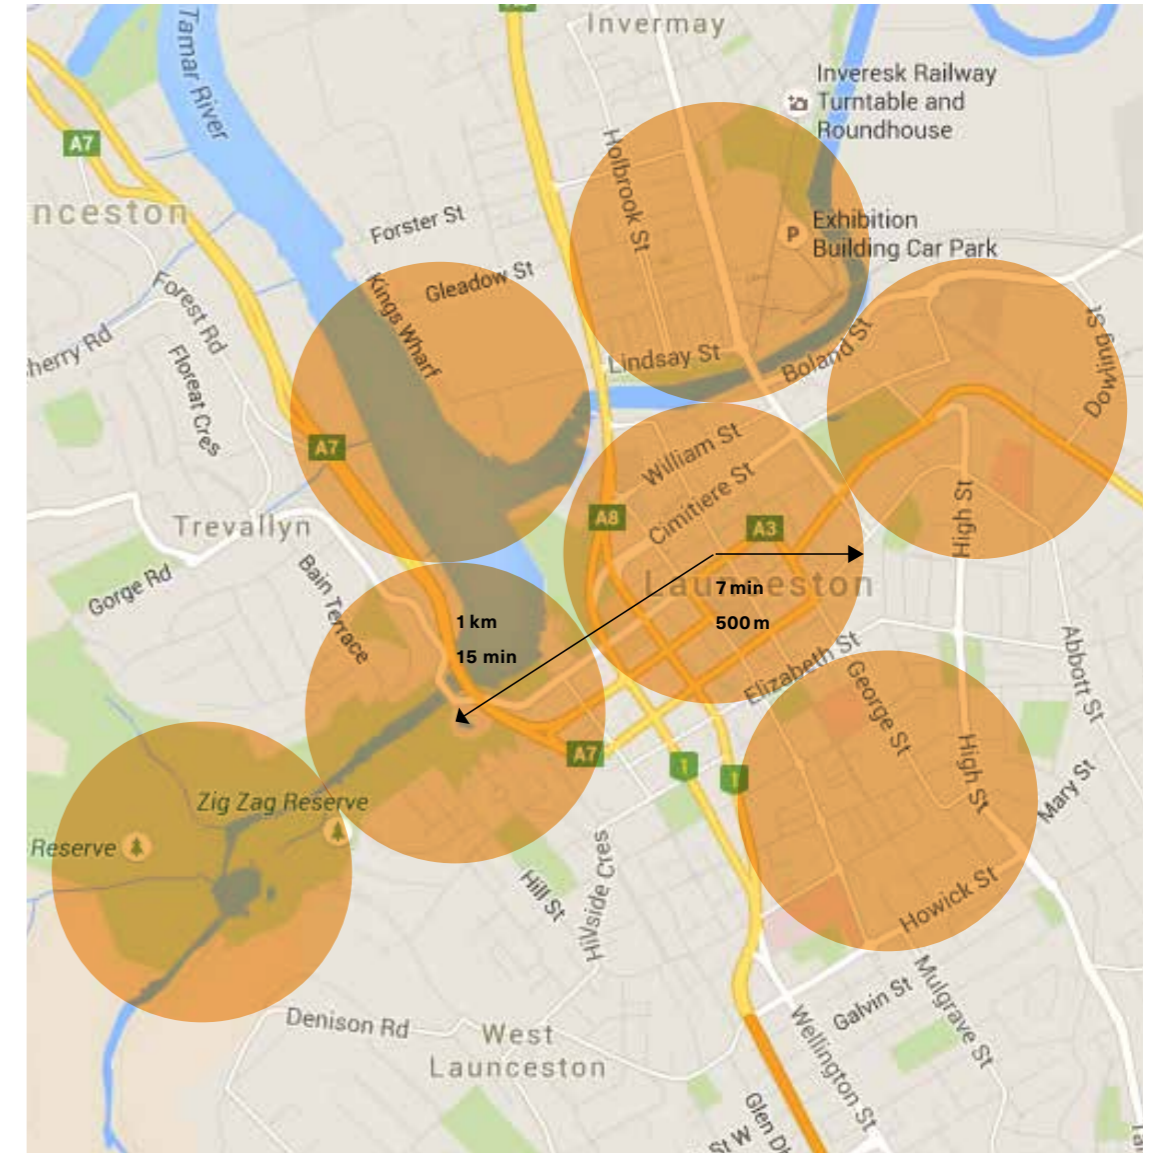 Tamar River
Invermay
Inveresk Railway
Turntable and
Roundhouse
A7
Holbrook St
nceston
Forster St
P
Exhibition
Building Car Park
Gleadow St
Kings Wharf
Forest Rd
herry Rd
Floreat Cres
Lindsay St
Boland St
Dowling St
A7
William St
Cimitiere St
A8
A3
High St
Trevallyn
Gorge Rd
Bain Terrace
Launceston
7 min
500 m
1 km
15 min
Elizabeth St
George St
Abbott St
A7
1
1
High St
Mary St
Zig Zag Reserve
Reserve
Hill St
Hillside Cres
Howick St
Mulgrave St
Galvin St
Denison Rd
West
Launceston
Wellington St
Glen Dh
St W